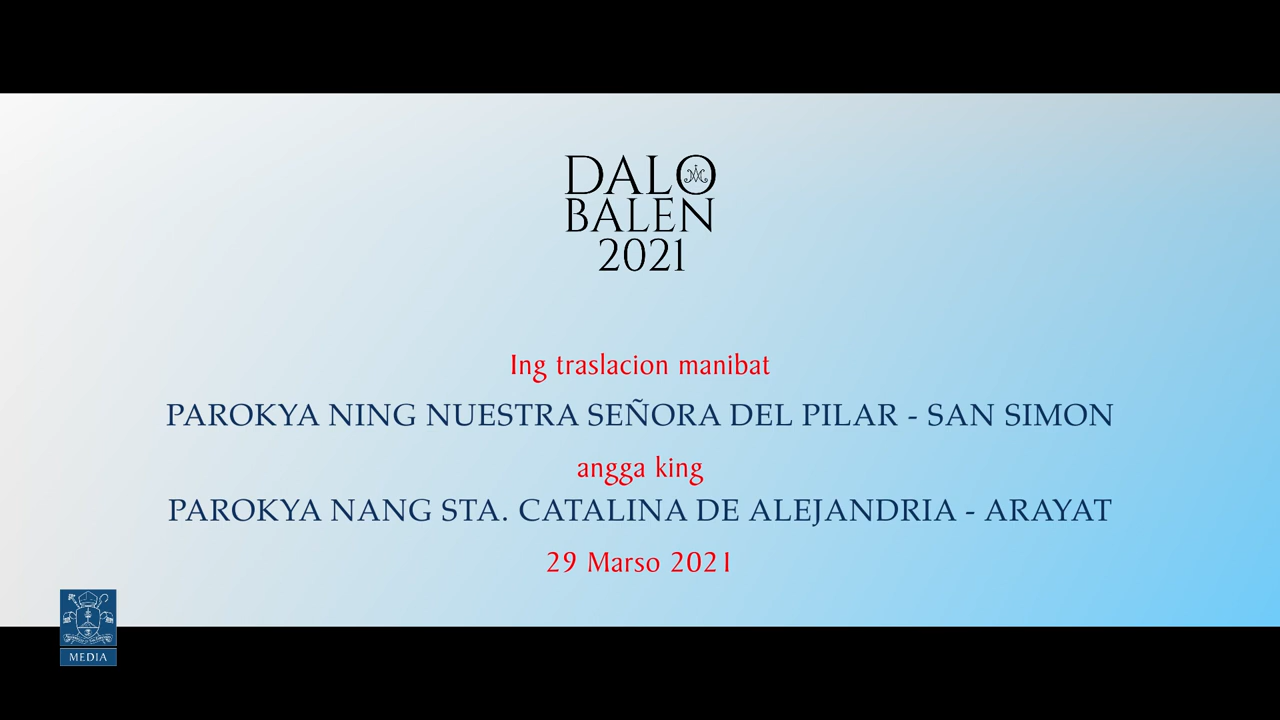 DALO
BALEN
2021
Ing traslacion manibat
PAROKYA NING NUESTRA SEÑORA DEL PILAR - SAN SIMON
angga king
PAROKYA NANG STA. CATALINA DE ALEJANDRIA - ARAYAT
29 Marso 2021
MEDIA